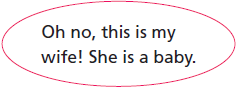 Oh no, this is my
wife! She is a baby.